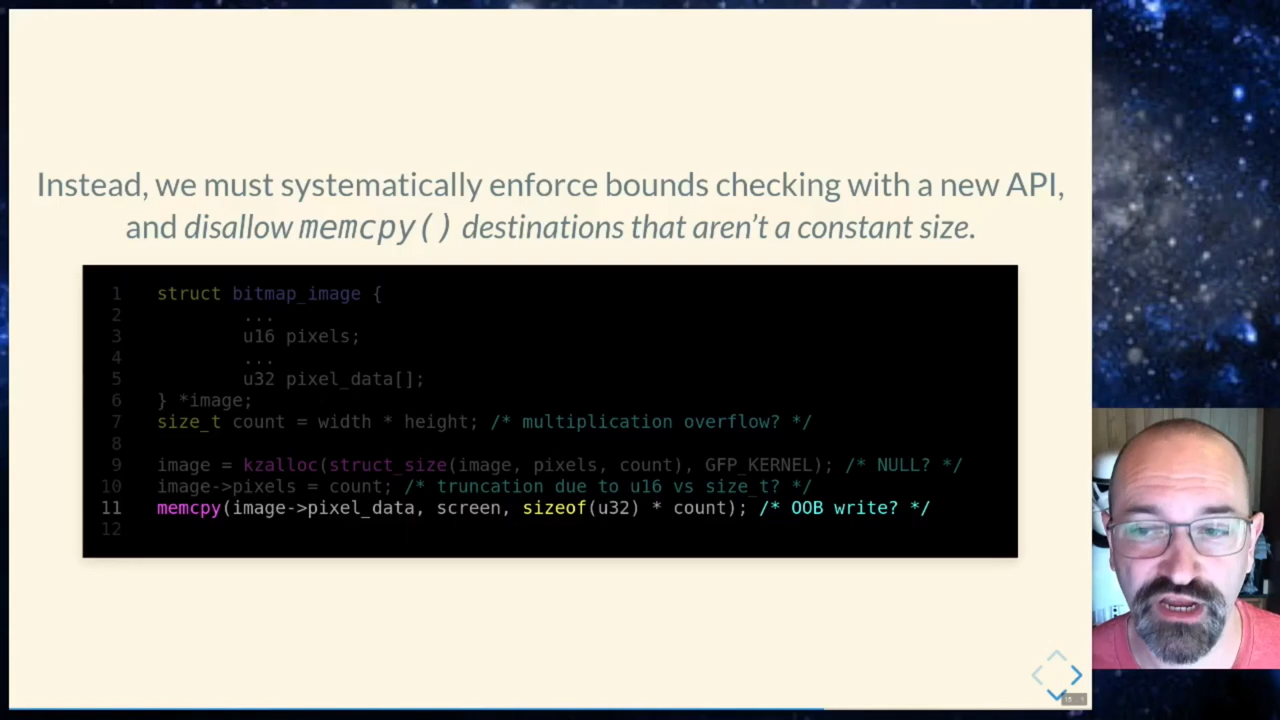 Instead, we must systematically enforce bounds checking with a new API,
and disallow memcpy() destinations that aren’t a constant size.
1 struct bitmap_image {
2 ...
3 u16 pixels;
4 ...
5 u32 pixel_data[];
6 } *image;
7 size_t count = width * height; /* multiplication overflow? */
8
9 image = kzalloc(struct_size(image, pixels, count), GFP_KERNEL); /* NULL? */
10 image->pixels = count; /* truncation due to u16 vs size_t? */
11 memcpy(image->pixel_data, screen, sizeof(u32) * count); /* OOB write? */
12